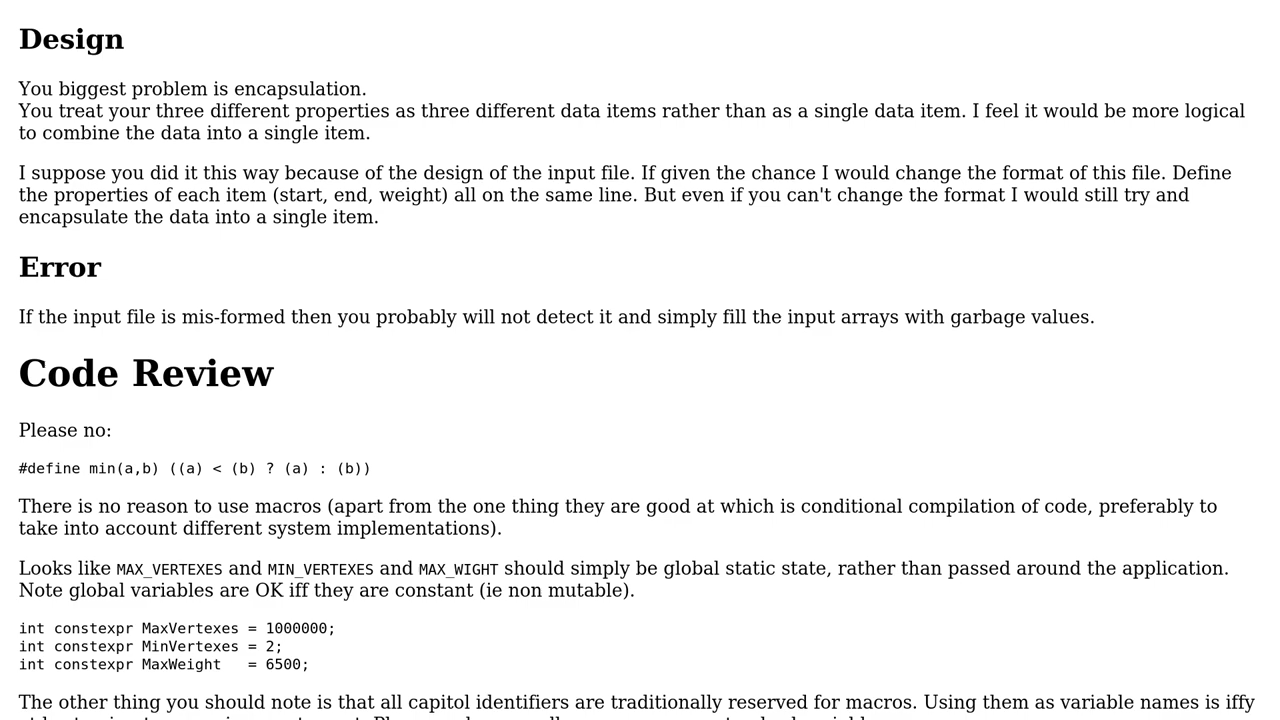 Design
You biggest problem is encapsulation.
You treat your three different properties as three different data items rather than as a single data item. I feel it would be more logical
to combine the data into a single item.
I suppose you did it this way because of the design of the input file. If given the chance I would change the format of this file. Define
the properties of each item (start, end, weight) all on the same line. But even if you can't change the format I would still try and
encapsulate the data into a single item.
Error
If the input file is mis-formed then you probably will not detect it and simply fill the input arrays with garbage values.
Code Review
Please no:
#define min(a,b) ((a) < (b) ? (a) : (b))
There is no reason to use macros (apart from the one thing they are good at which is conditional compilation of code, preferably to
take into account different system implementations).
Looks like MAX_VERTEXES and MIN_VERTEXES and MAX_WIGHT should simply be global static state, rather than passed around the application.
Note global variables are OK iff they are constant (ie non mutable).
int constexpr MaxVertexes = 1000000;
int constexpr MinVertexes = 2;
int constexpr MaxWeight   = 6500;
The other thing you should note is that all capitol identifiers are traditionally reserved for macros. Using them as variable names is iffy